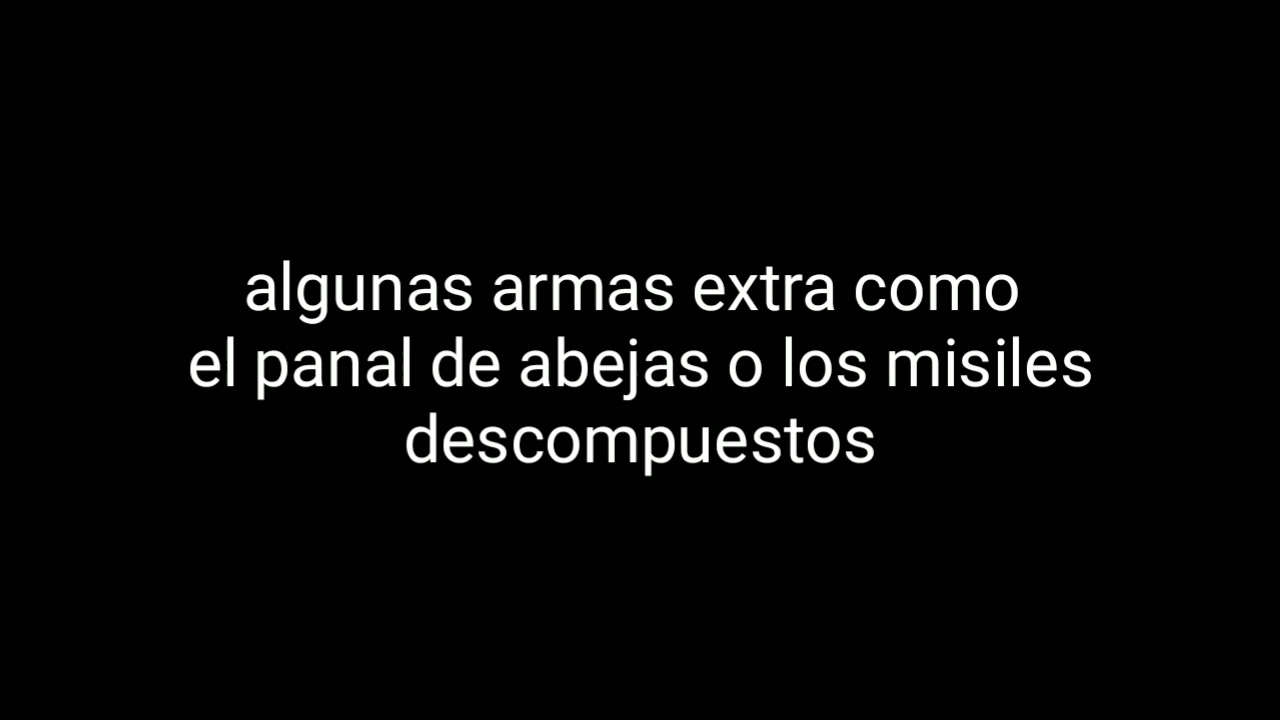 algunas armas extra como
el panal de abejas o los misiles
descompuestos